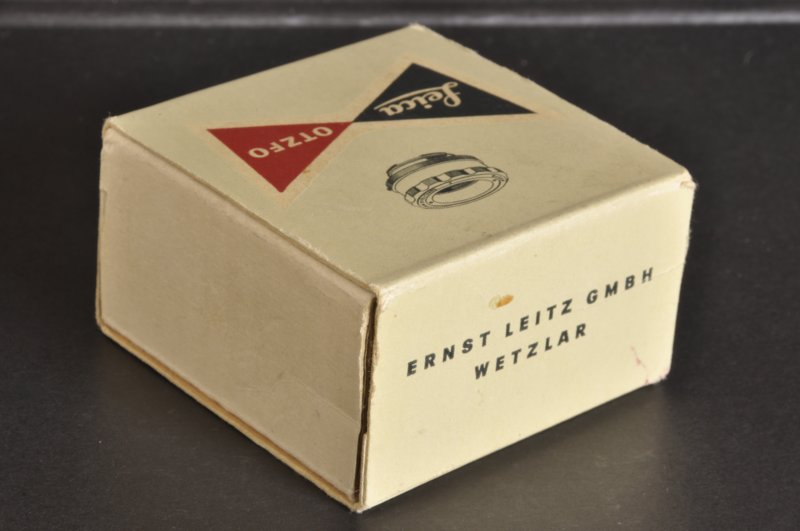 Leica
OTZFO
ERNST LEITZ GMBH
WETZLAR